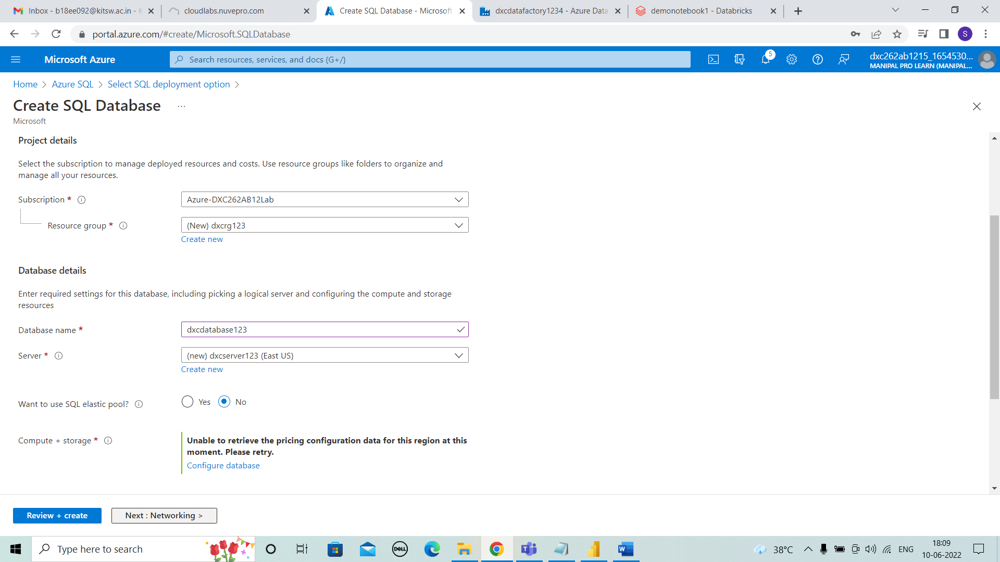 Inbox - b18ee092@kitsw.ac.in - K
cloudlabs.nuvepro.com
Create SQL Database - Microsoft
dxcdatafactory1234 - Azure Data
demonotebook1 - Databricks
portal.azure.com/#create/Microsoft.SQLDatabase
S
Microsoft Azure
Search resources, services, and docs (G+/)
5
dxc262ab1215_1654530...
MANIPAL PRO LEARN (MANIPAL...
Home > Azure SQL > Select SQL deployment option >
Create SQL Database ...
Microsoft
Project details
Select the subscription to manage deployed resources and costs. Use resource groups like folders to organize and
manage all your resources.
Subscription *
Azure-DXC262AB12Lab
Resource group *
(New) dxcrg123
Create new
Database details
Enter required settings for this database, including picking a logical server and configuring the compute and storage
resources
Database name *
dxcdatabase123
Server *
(new) dxcserver123 (East US)
Create new
Want to use SQL elastic pool?
Yes No
Compute + storage *
Unable to retrieve the pricing configuration data for this region at this
moment. Please retry.
Configure database
Review + create
Next : Networking >
Type here to search
DELL
38°C
ENG
18:09
10-06-2022